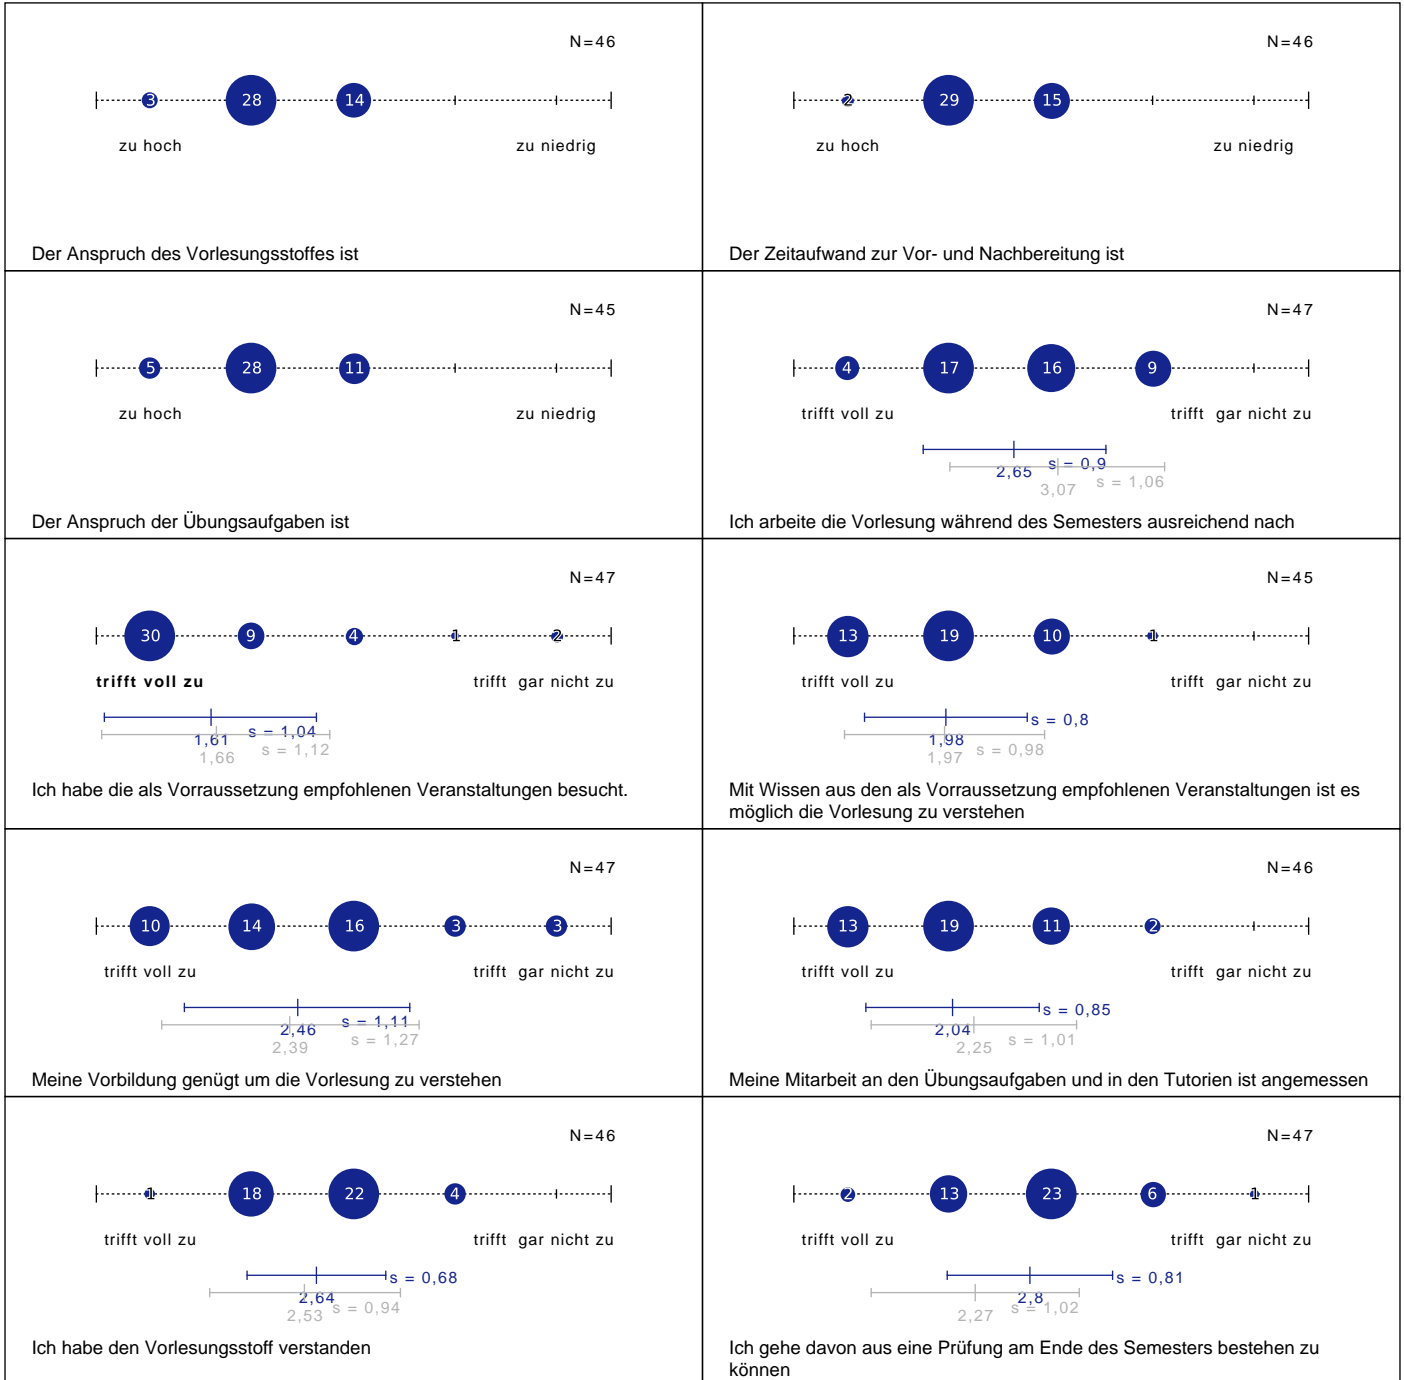 N=46
3 28 14
zu hoch zu niedrig
Der Anspruch des Vorlesungsstoffes ist
N=46
2 29 15
zu hoch zu niedrig
Der Zeitaufwand zur Vor- und Nachbereitung ist
N=45
5 28 11
zu hoch zu niedrig
Der Anspruch der Übungsaufgaben ist
N=47
4 17 16 9
trifft voll zu trifft gar nicht zu
2,65 s = 0,9
3,07 s = 1,06
Ich arbeite die Vorlesung während des Semesters ausreichend nach
N=47
30 9 4 1 2
trifft voll zu trifft gar nicht zu
1,61 s = 1,04
1,66 s = 1,12
Ich habe die als Vorraussetzung empfohlenen Veranstaltungen besucht.
N=45
13 19 10 1
trifft voll zu trifft gar nicht zu
1,98 s = 0,8
1,97 s = 0,98
Mit Wissen aus den als Vorraussetzung empfohlenen Veranstaltungen ist es
möglich die Vorlesung zu verstehen
N=47
10 14 16 3 3
trifft voll zu trifft gar nicht zu
2,46 s = 1,11
2,39 s = 1,27
Meine Vorbildung genügt um die Vorlesung zu verstehen
N=46
13 19 11 2
trifft voll zu trifft gar nicht zu
2,04 s = 0,85
2,25 s = 1,01
Meine Mitarbeit an den Übungsaufgaben und in den Tutorien ist angemessen
N=46
1 18 22 4
trifft voll zu trifft gar nicht zu
2,64 s = 0,68
2,53 s = 0,94
Ich habe den Vorlesungsstoff verstanden
N=47
2 13 23 6 1
trifft voll zu trifft gar nicht zu
2,8 s = 0,81
2,27 s = 1,02
Ich gehe davon aus eine Prüfung am Ende des Semesters bestehen zu
können